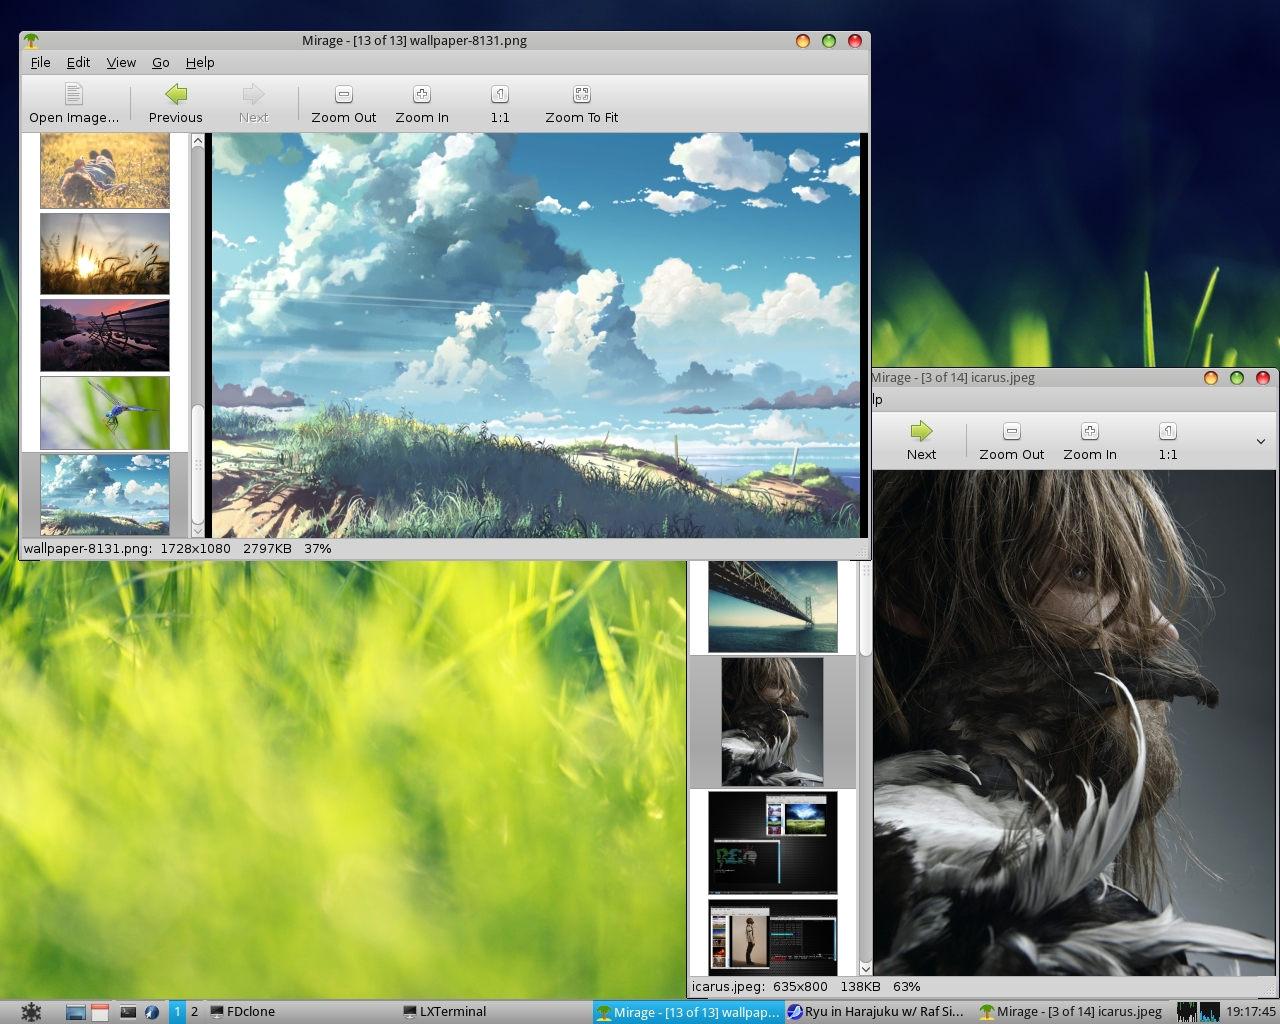 Mirage - [13 of 13] wallpaper-8131.png
File Edit View Go Help
Open Image... Previous Next Zoom Out Zoom In 1:1 Zoom To Fit
wallpaper-8131.png: 1728x1080 2797KB 37%
Mirage - [3 of 14] icarus.jpeg
lp
Next Zoom Out Zoom In 1:1
icarus.jpeg: 635x800 138KB 63%
1 2 FDclone LXTerminal Mirage - [13 of 13] wallpap... Ryu in Harajuku w/ Raf Si... Mirage - [3 of 14] icarus.jpeg 19:17:45